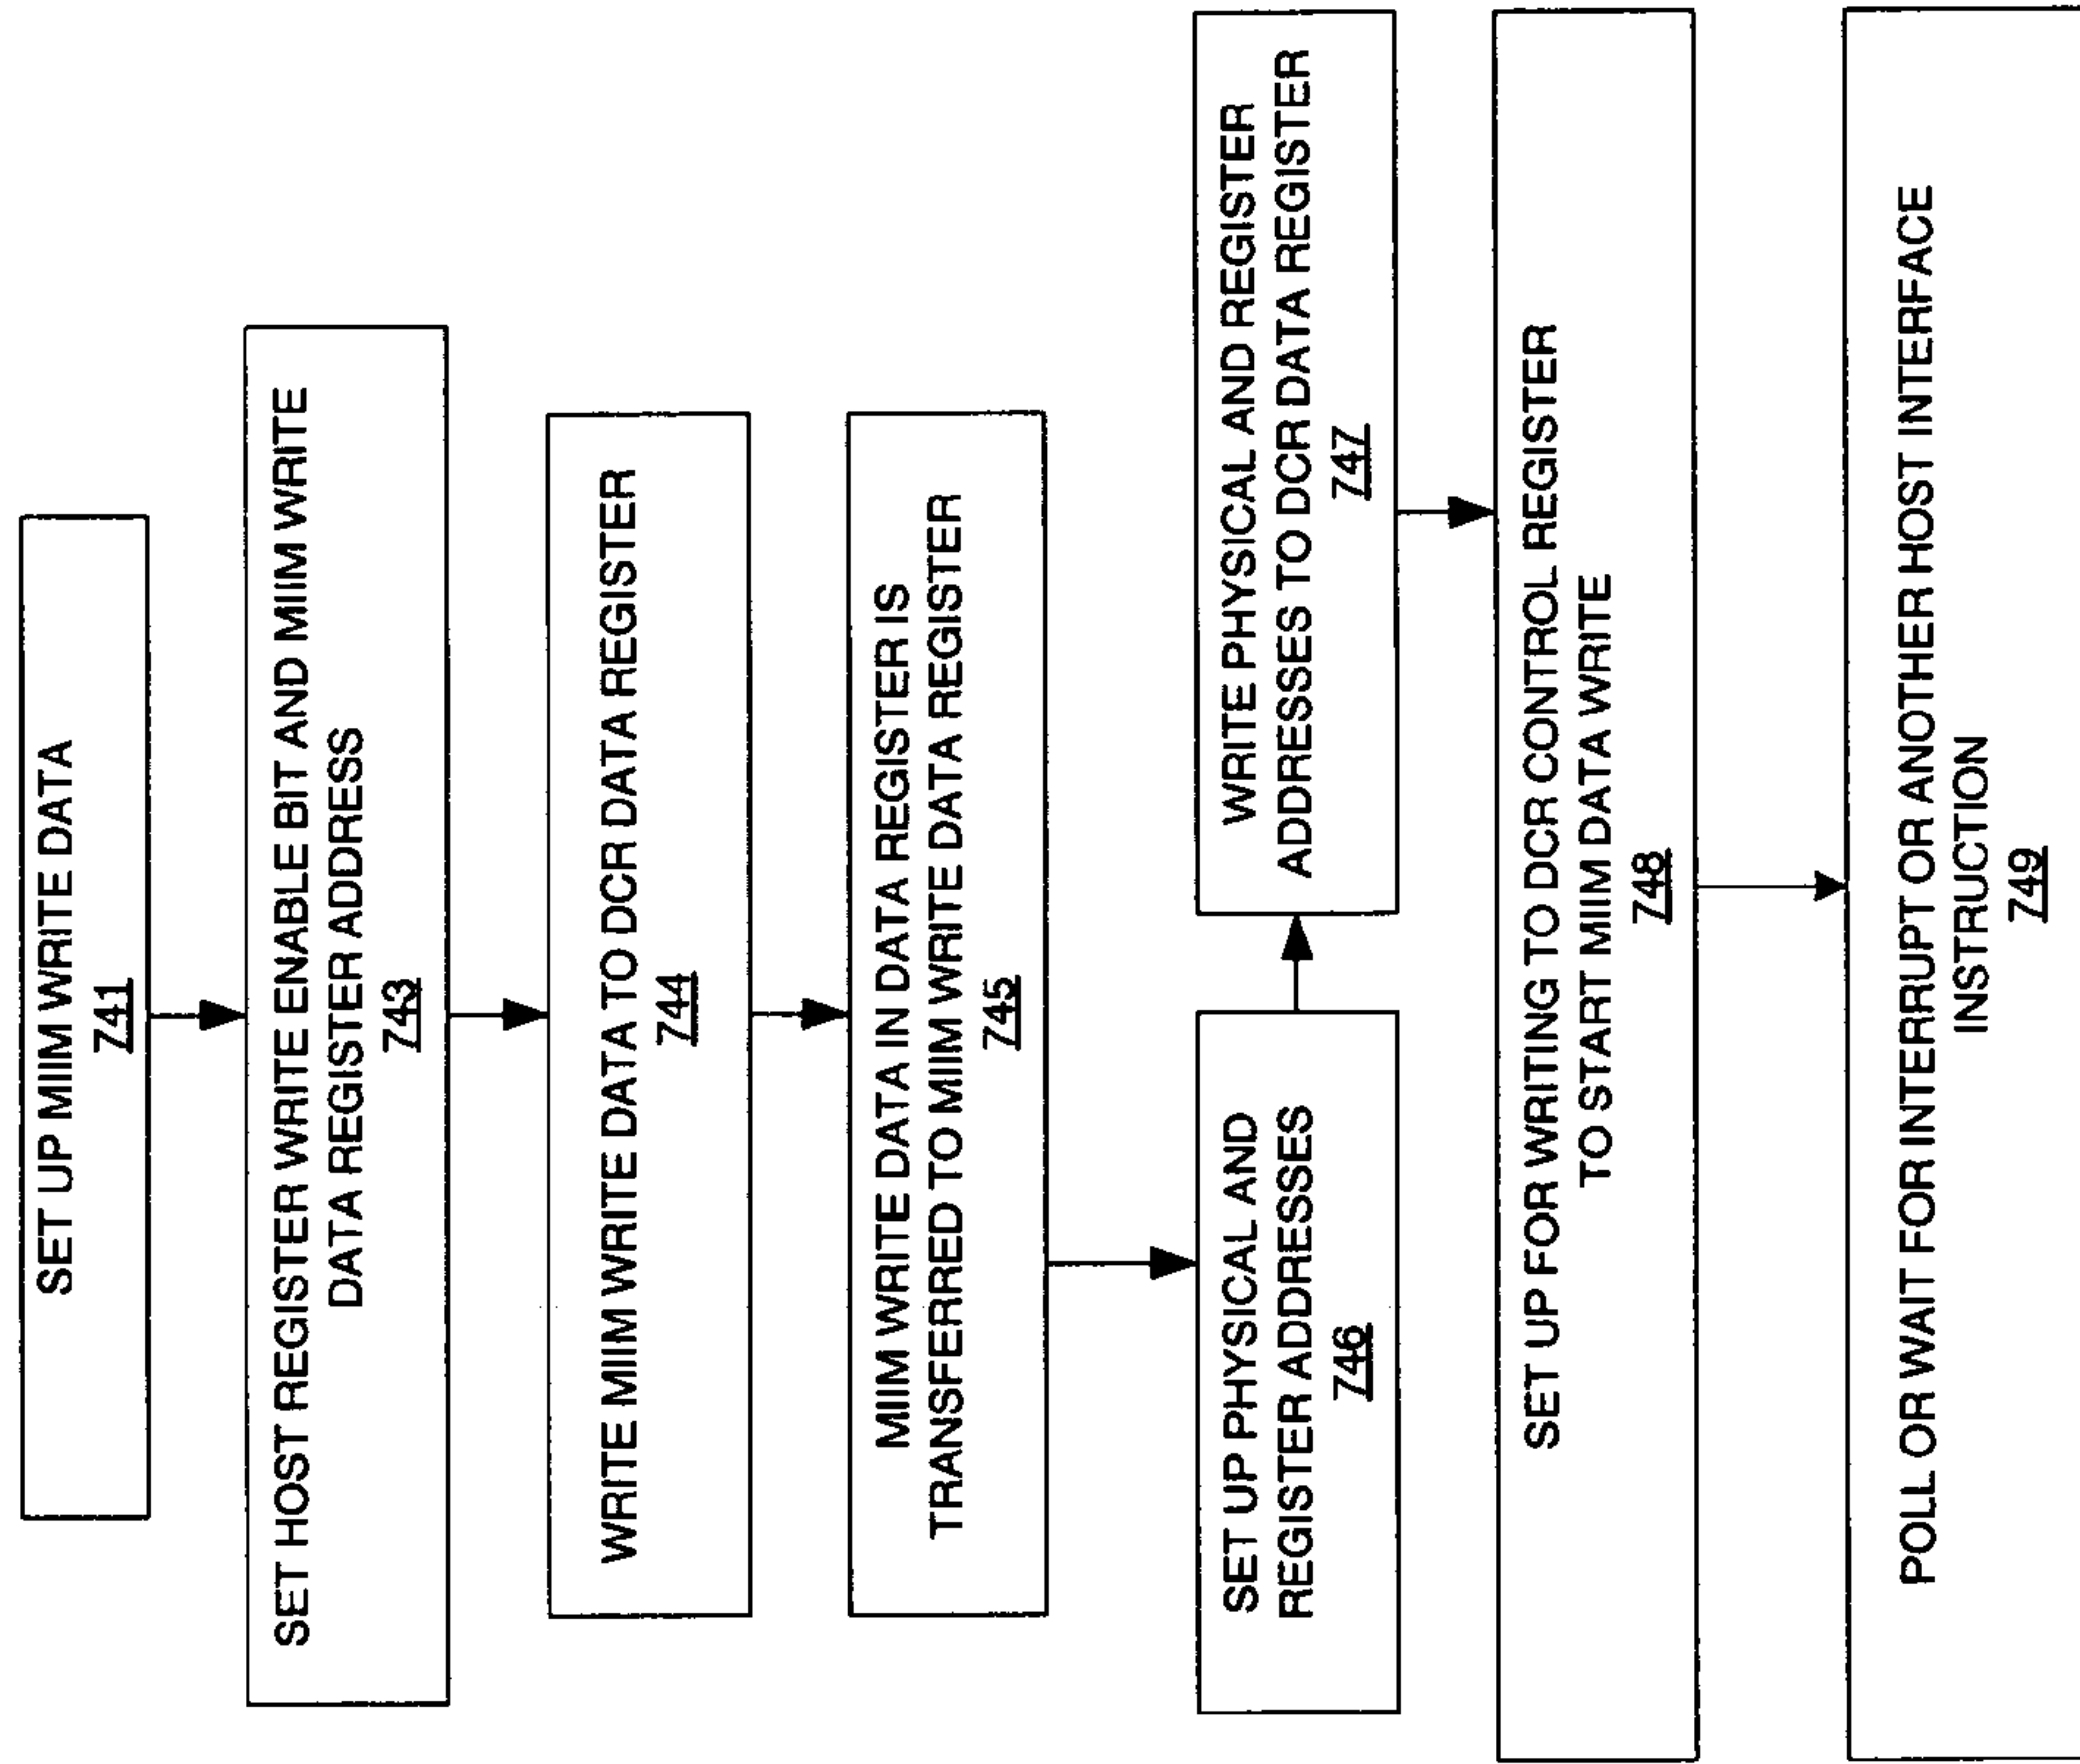 SET UP MIIM WRITE DATA
741
SET HOST REGISTER WRITE ENABLE BIT AND MIIM WRITE
DATA REGISTER ADDRESS
743
WRITE MIIM WRITE DATA TO DCR DATA REGISTER
744
MIIM WRITE DATA IN DATA REGISTER IS
TRANSFERRED TO MIIM WRITE DATA REGISTER
745
SET UP PHYSICAL AND
REGISTER ADDRESSES
746
WRITE PHYSICAL AND REGISTER
ADDRESSES TO DCR DATA REGISTER
747
SET UP FOR WRITING TO DCR CONTROL REGISTER
TO START MIIM DATA WRITE
748
POLL OR WAIT FOR INTERRUPT OR ANOTHER HOST INTERFACE
INSTRUCTION
749